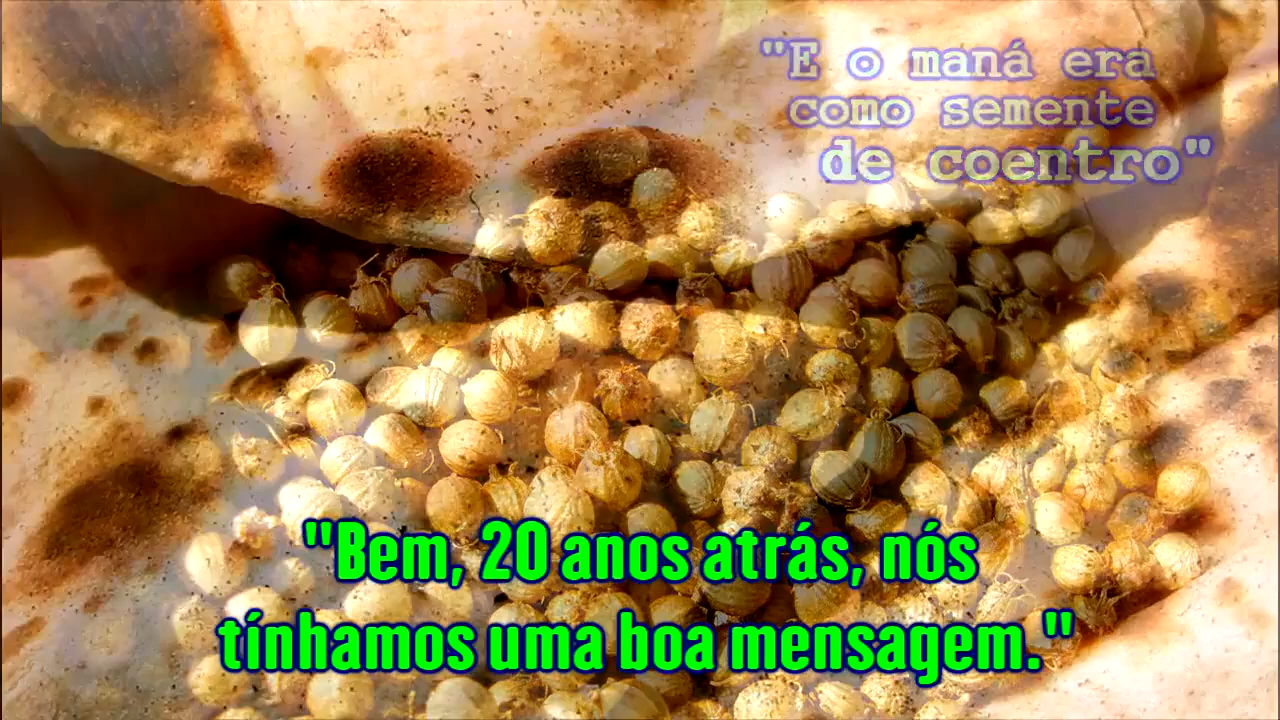 "E o maná era
como semente
de coentro"
"Bem, 20 anos atrás, nós
tínhamos uma boa mensagem."